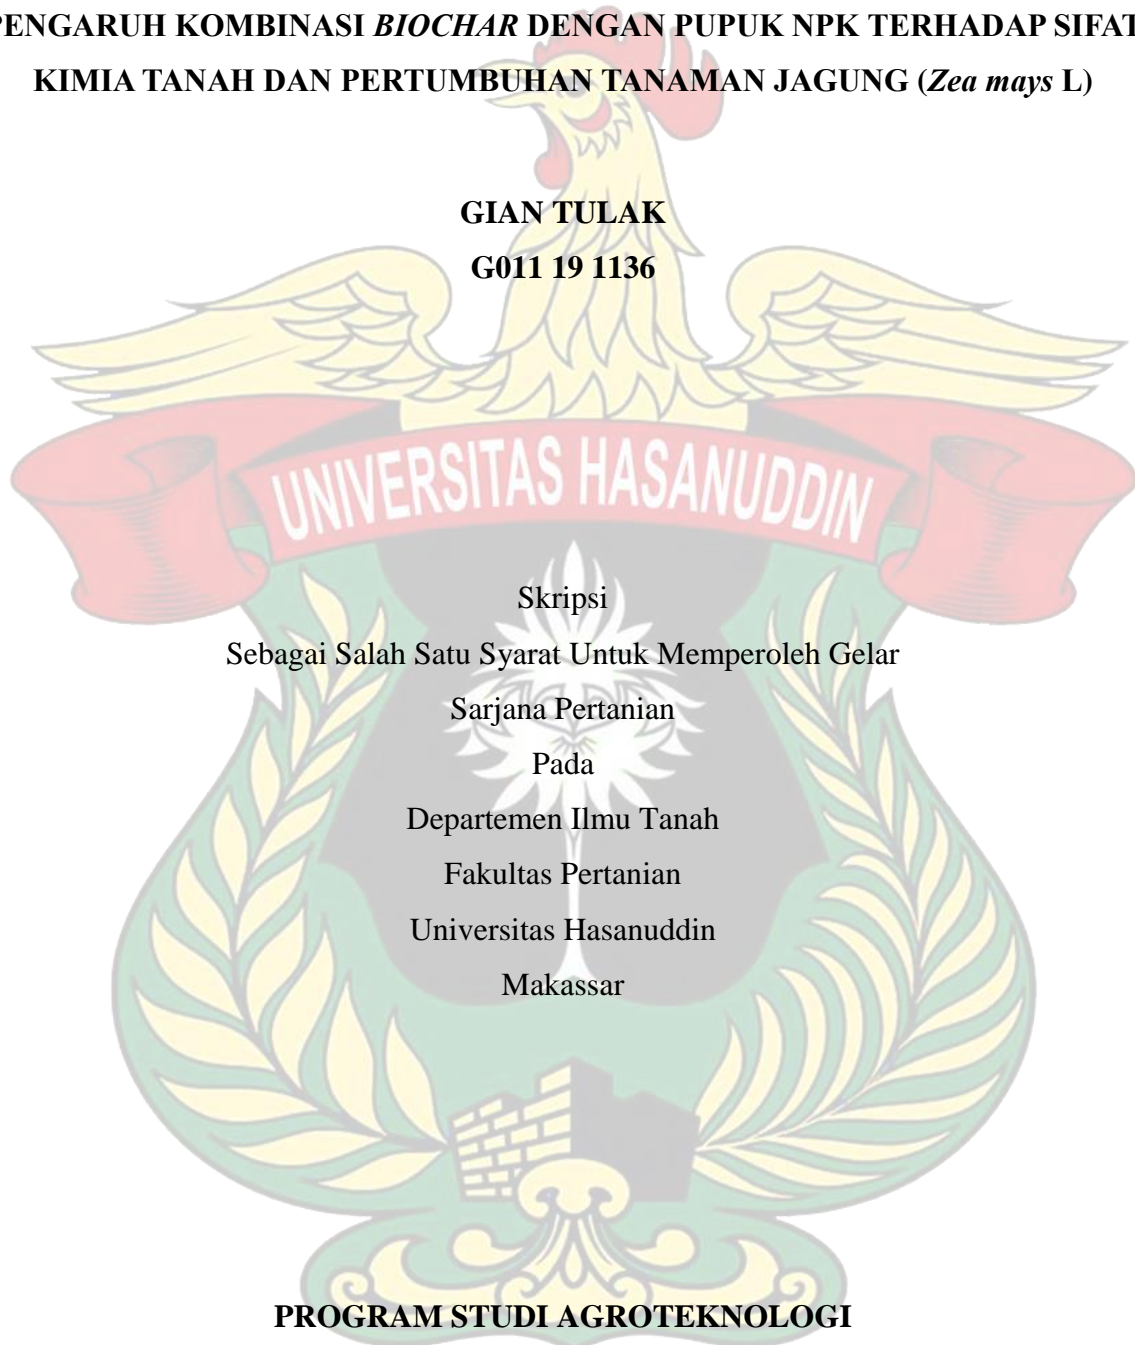 PENGARUH KOMBINASI BIOCHAR DENGAN PUPUK NPK TERHADAP SIFAT
KIMIA TANAH DAN PERTUMBUHAN TANAMAN JAGUNG (Zea mays L)
GIAN TULAK
G011 19 1136
UNIVERSITAS HASANUDDIN
Skripsi
Sebagai Salah Satu Syarat Untuk Memperoleh Gelar
Sarjana Pertanian
Pada
Departemen Ilmu Tanah
Fakultas Pertanian
Universitas Hasanuddin
Makassar
PROGRAM STUDI AGROTEKNOLOGI